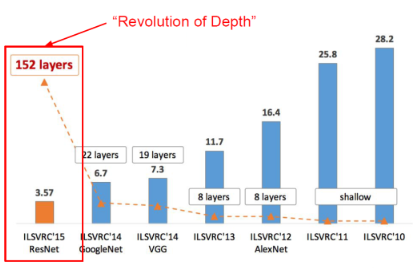 "Revolution of Depth"
28.2
25.8
152 layers
16.4
11.7
22 layers
19 layers
6.7
7.3
3.57
8 layers
8 layers
shallow
ILSVRC'15
ResNet
ILSVRC'14
GoogleNet
ILSVRC'14
VGG
ILSVRC'13
ILSVRC'12
AlexNet
ILSVRC'11
ILSVRC'10